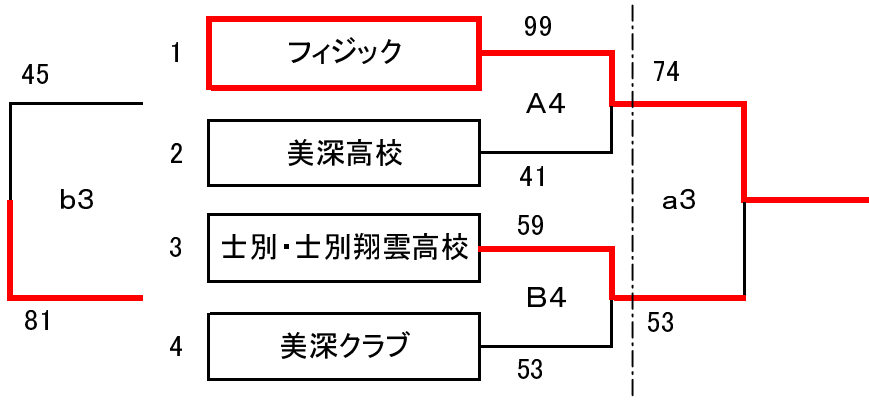 99
1 フィジック
45
74
A4
2 美深高校
41
b3
a3
59
3 士別・士別翔雲高校
B4
81
53
4 美深クラブ
53